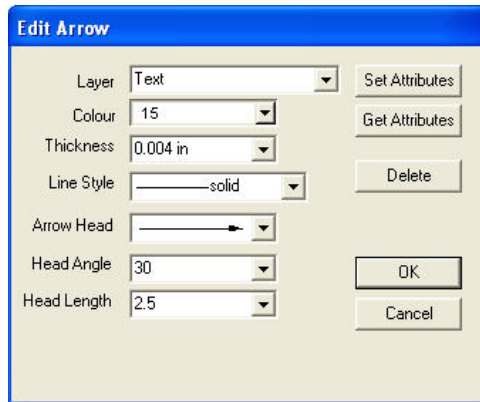 Edit Arrow
Layer Text Set Attributes
Colour 15 Get Attributes
Thickness 0.004 in
Line Style solid Delete
Arrow Head
Head Angle 30 OK
Head Length 2.5 Cancel